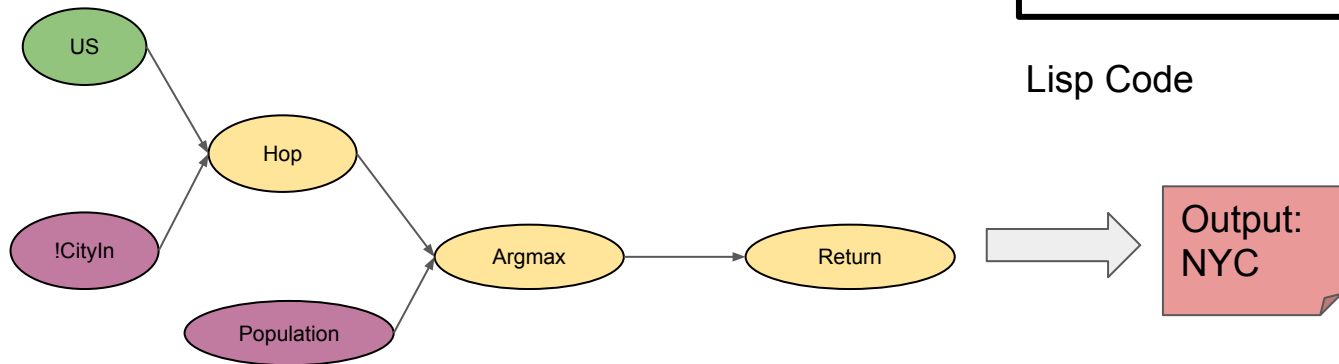 US
Lisp Code
Hop
!CityIn
Argmax
Return
Output:
NYC
Population